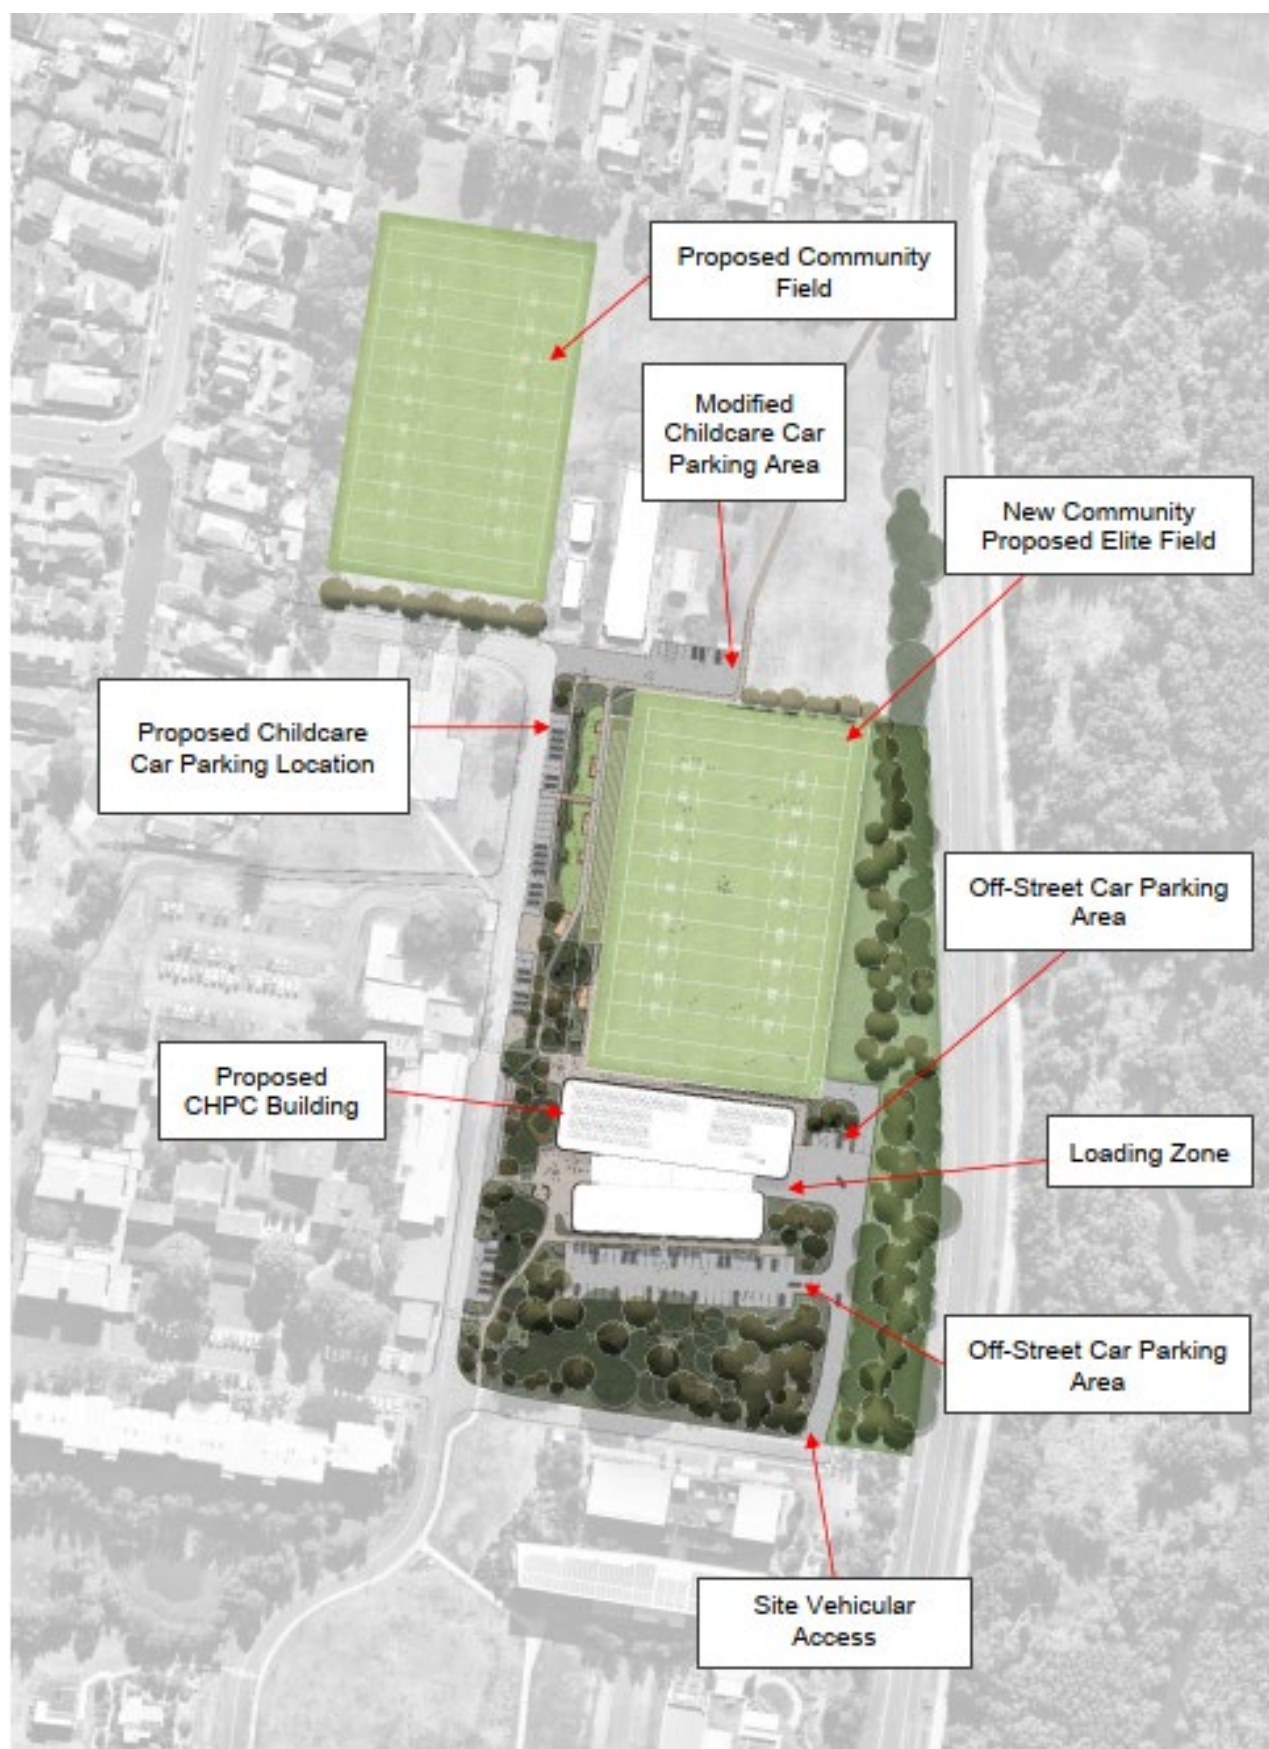 Proposed Community
Field
Modified
Childcare Car
Parking Area
New Community
Proposed Elite Field
Proposed Childcare
Car Parking Location
Off-Street Car Parking
Area
Proposed
CHPC Building
Loading Zone
Off-Street Car Parking
Area
Site Vehicular
Access